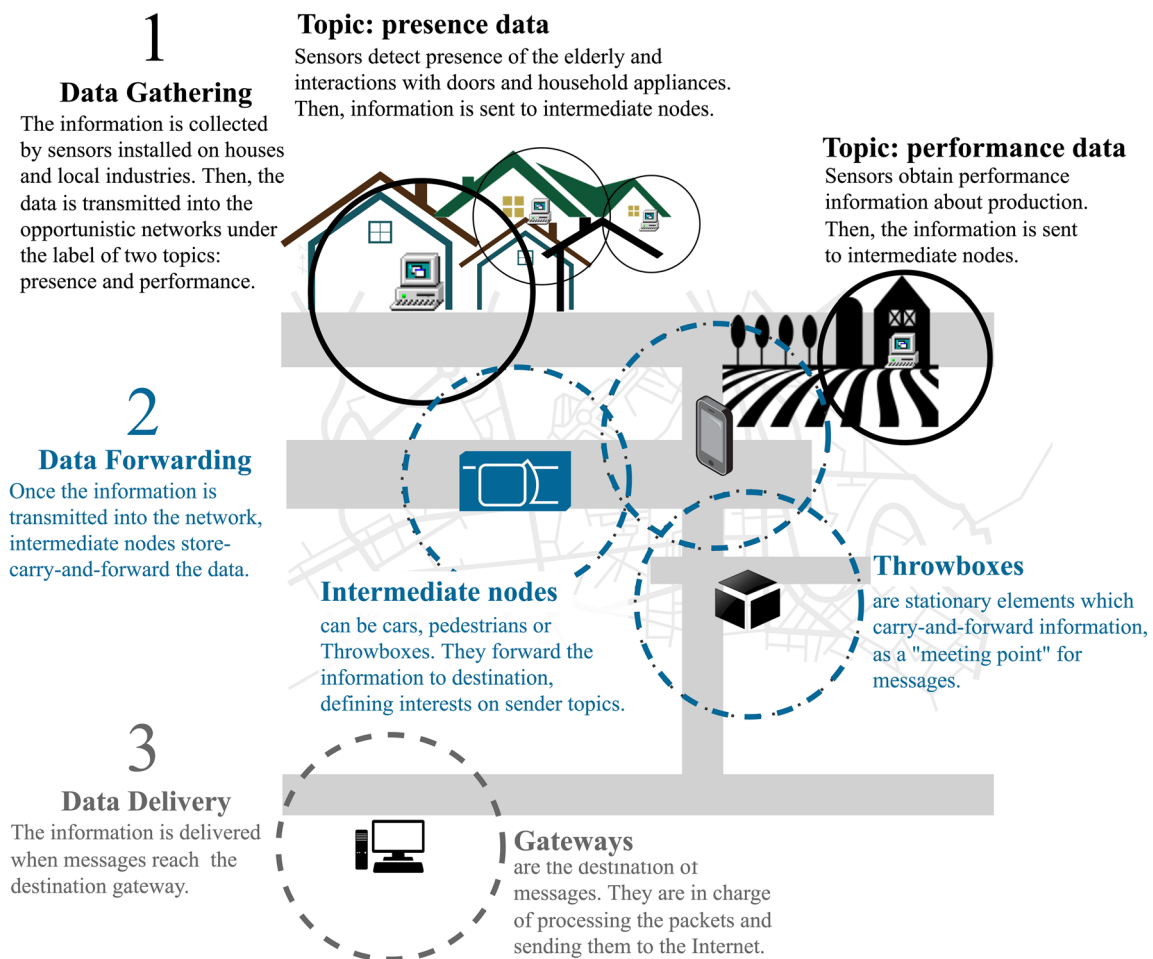 1
Data Gathering
The information is collected
by sensors installed on houses
and local industries. Then, the
data is transmitted into the
opportunistic networks under
the label of two topics:
presence and performance.
Topic: presence data
Sensors detect presence of the elderly and
interactions with doors and household appliances.
Then, information is sent to intermediate nodes.
Topic: performance data
Sensors obtain performance
information about production.
Then, the information is sent
to intermediate nodes.
2
Data Forwarding
Once the information is
transmitted into the network,
intermediate nodes store-
carry-and-forward the data.
Intermediate nodes
can be cars, pedestrians or
Throwboxes. They forward the
information to destination,
defining interests on sender topics.
Throwboxes
are stationary elements which
carry-and-forward information,
as a "meeting point" for
messages.
3
Data Delivery
The information is delivered
when messages reach the
destination gateway.
Gateways
are the destination of
messages. They are in charge
of processing the packets and
sending them to the Internet.